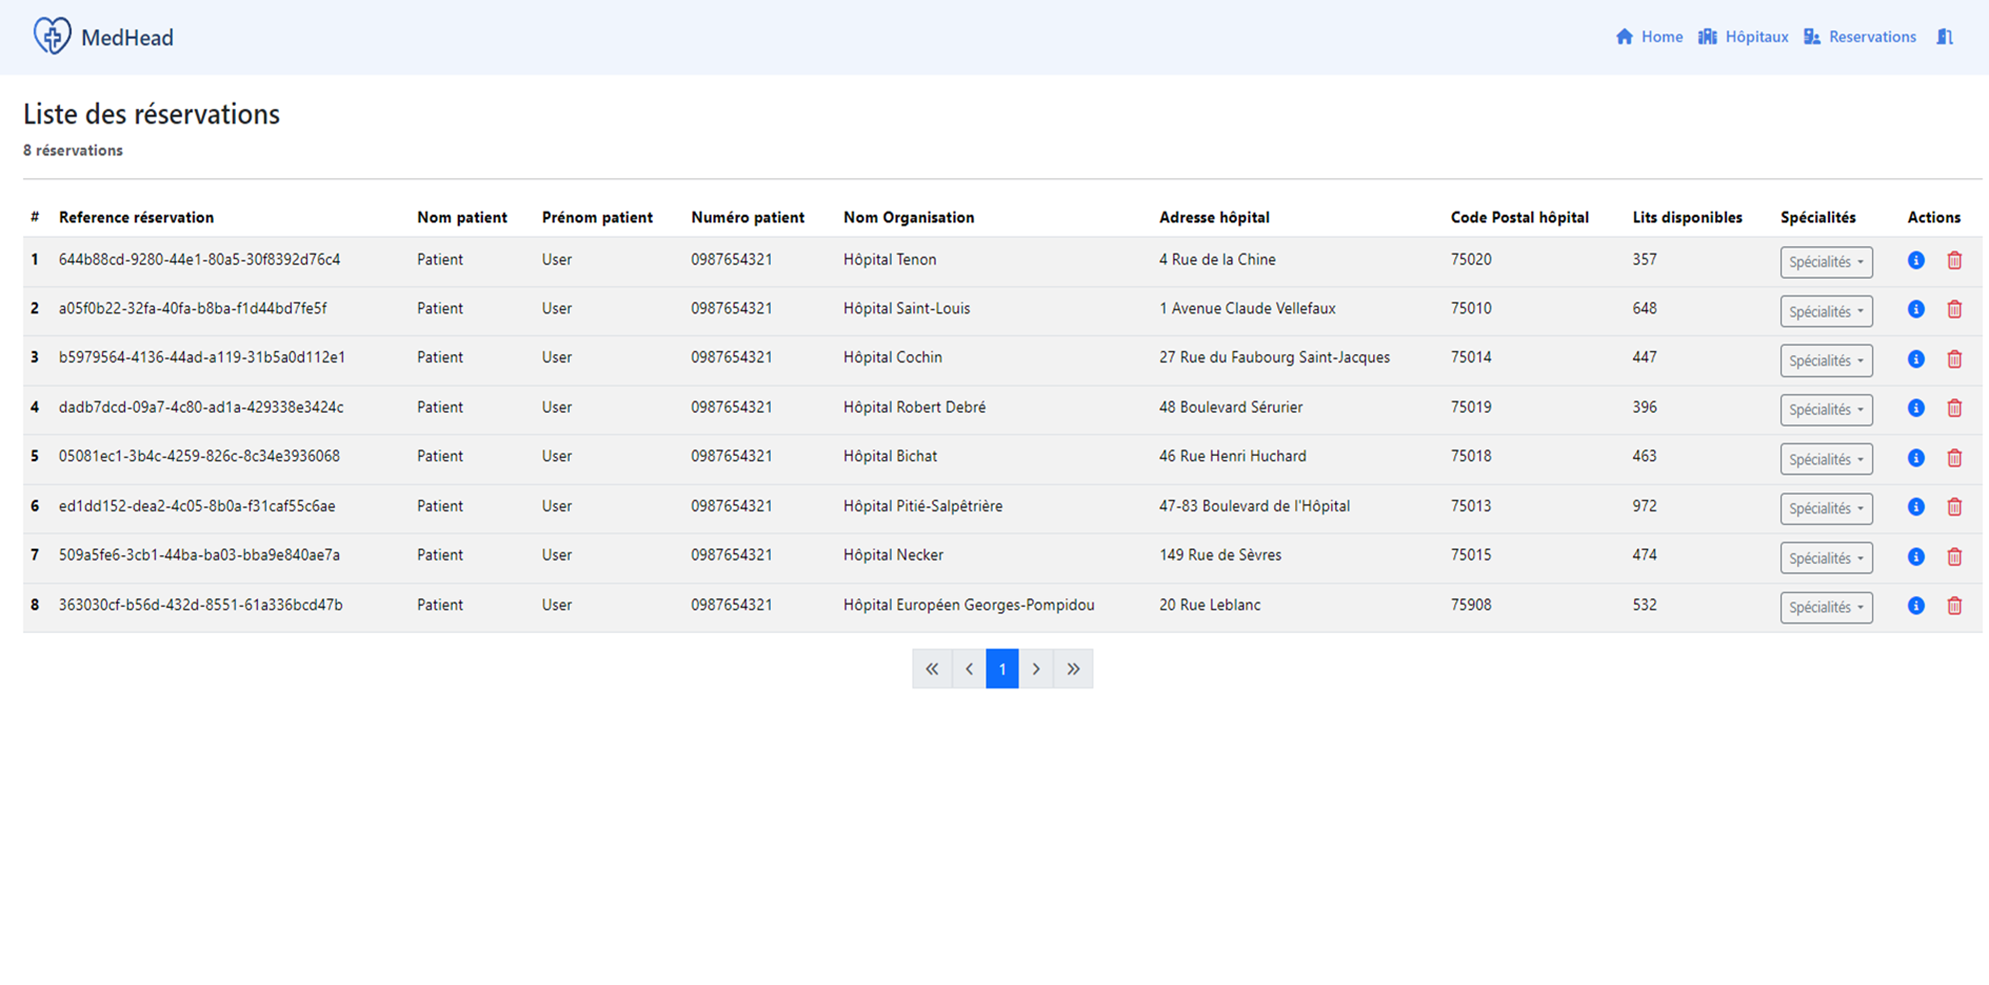 MedHead
Home Hôpitaux Reservations
Liste des réservations
8 réservations
# Reference réservation Nom patient Prénom patient Numéro patient Nom Organisation Adresse hôpital Code Postal hôpital Lits disponibles Spécialités Actions
1 644b88cd-9280-44e1-80a5-30f8392d76c4 Patient User 0987654321 Hôpital Tenon 4 Rue de la Chine 75020 357 Spécialités
2 a05f0b22-32fa-40fa-b8ba-f1d44bd7fe5f Patient User 0987654321 Hôpital Saint-Louis 1 Avenue Claude Vellefaux 75010 648 Spécialités
3 b5979564-4136-44ad-a119-31b5a0d112e1 Patient User 0987654321 Hôpital Cochin 27 Rue du Faubourg Saint-Jacques 75014 447 Spécialités
4 dadb7dcd-09a7-4c80-ad1a-429338e3424c Patient User 0987654321 Hôpital Robert Debré 48 Boulevard Sérurier 75019 396 Spécialités
5 05081ec1-3b4c-4259-826c-8c34e3936068 Patient User 0987654321 Hôpital Bichat 46 Rue Henri Huchard 75018 463 Spécialités
6 ed1dd152-dea2-4c05-8b0a-f31caf55c6ae Patient User 0987654321 Hôpital Pitié-Salpêtrière 47-83 Boulevard de l'Hôpital 75013 972 Spécialités
7 509a5fe6-3cb1-44ba-ba03-bba9e840ae7a Patient User 0987654321 Hôpital Necker 149 Rue de Sèvres 75015 474 Spécialités
8 363030cf-b56d-432d-8551-61a336bcd47b Patient User 0987654321 Hôpital Européen Georges-Pompidou 20 Rue Leblanc 75908 532 Spécialités
« ‹ 1 › »